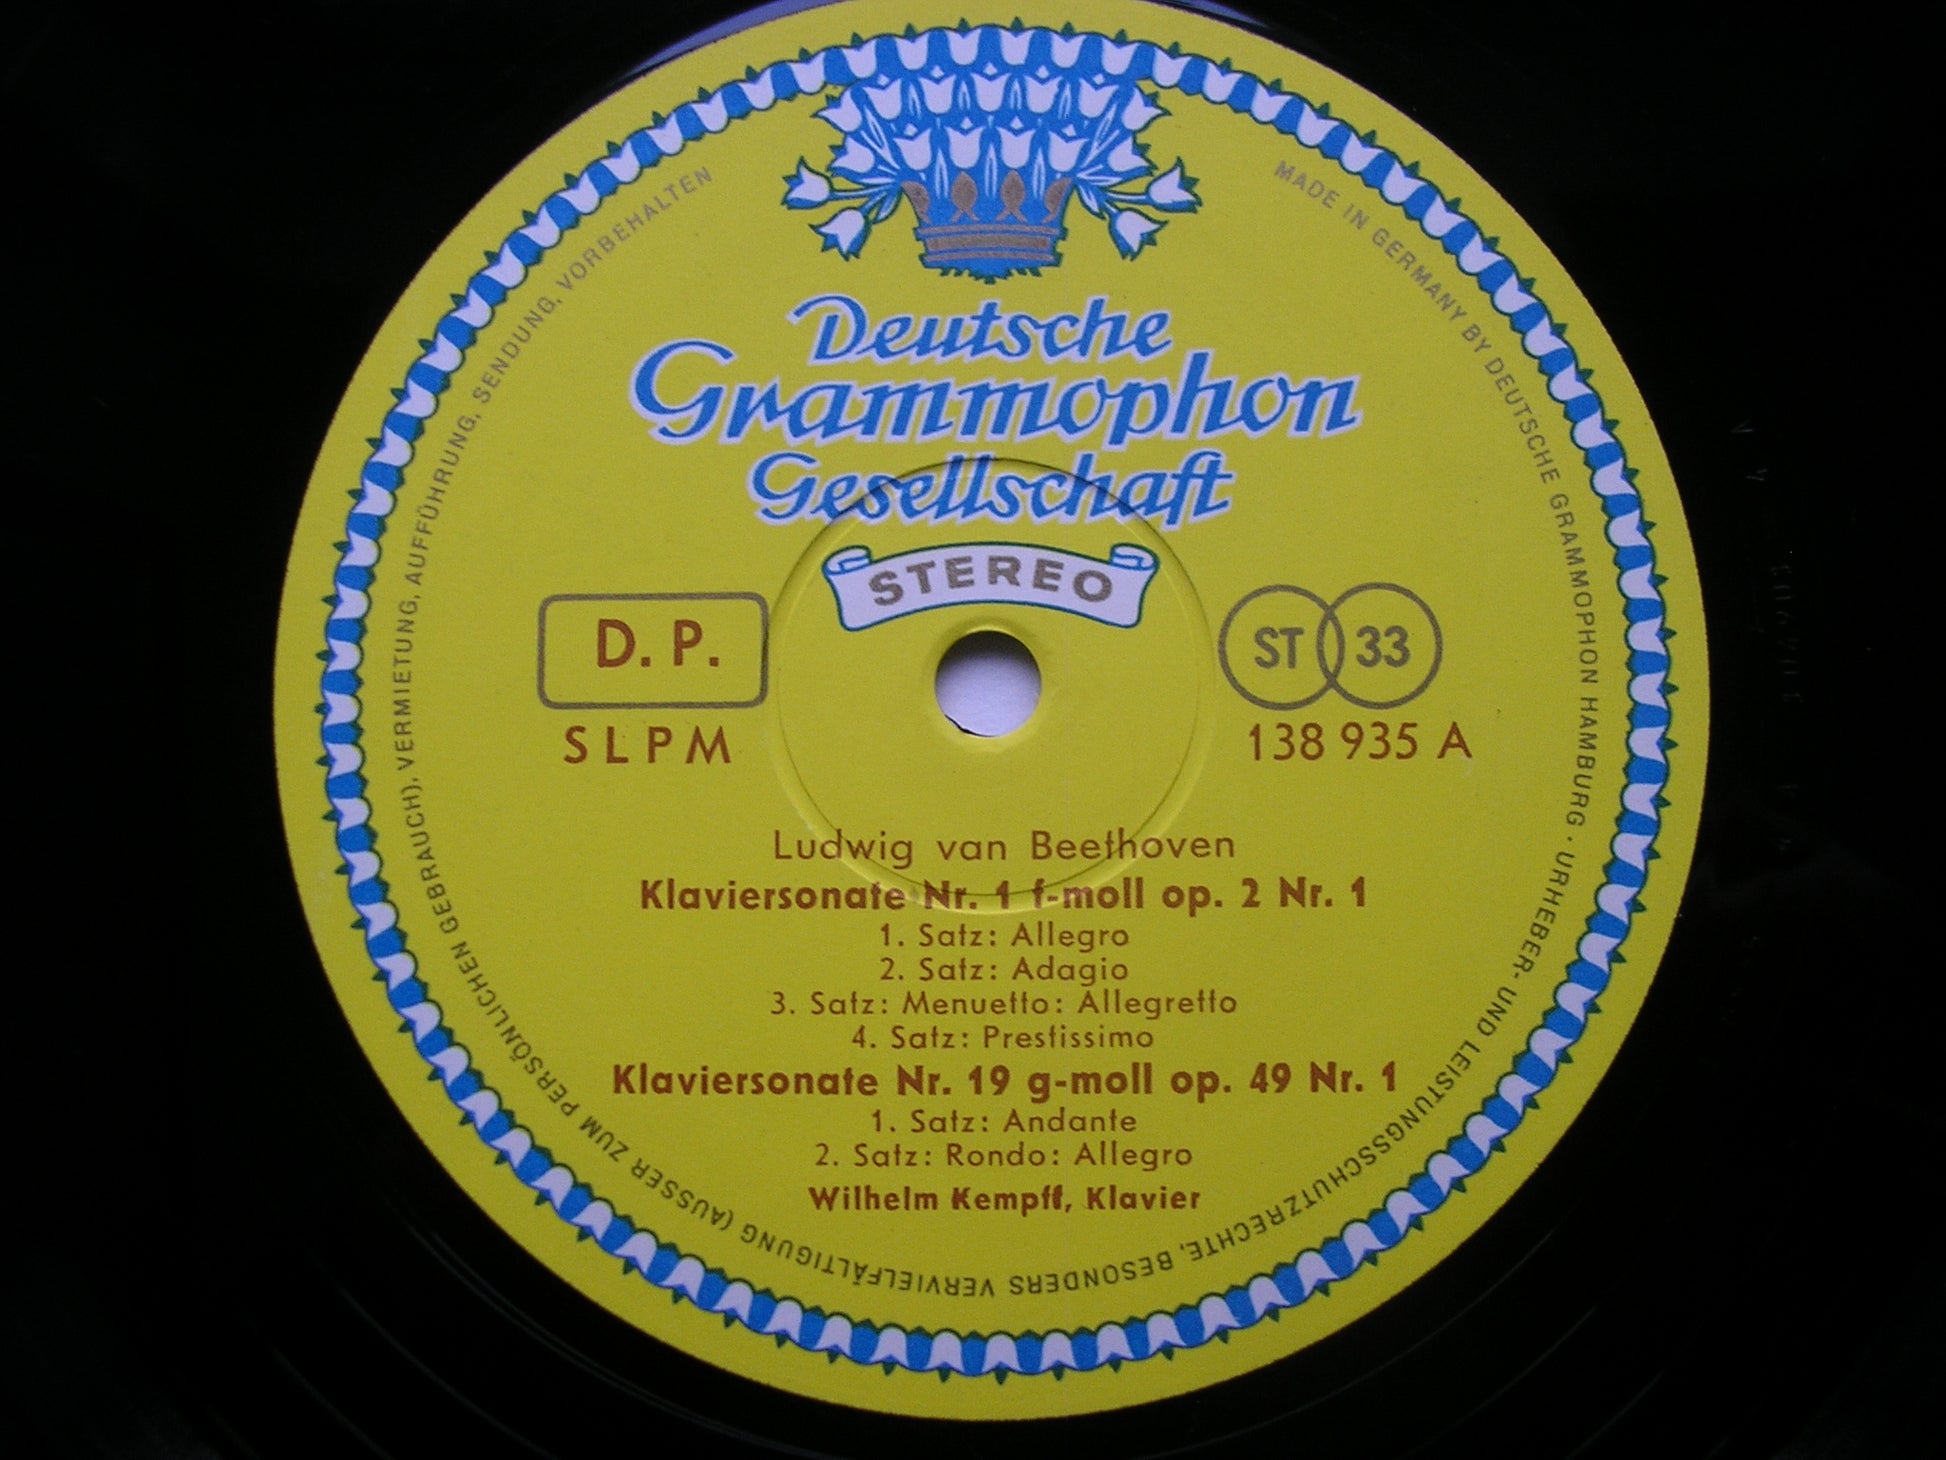 Deutsche
Grammophon
Gesellschaft
STEREO
D. P.
ST 33
SLPM
138 935 A
Ludwig van Beethoven
Klaviersonate Nr. 1 f-moll op. 2 Nr. 1
1. Satz: Allegro
2. Satz: Adagio
3. Satz: Menuetto: Allegretto
4. Satz: Prestissimo
Klaviersonate Nr. 19 g-moll op. 49 Nr. 1
1. Satz: Andante
2. Satz: Rondo: Allegro
Wilhelm Kempff, Klavier
MADE IN GERMANY BY DEUTSCHE GRAMMOPHON HAMBURG · URHEBER- UND LEISTUNGSSCHUTZRECHTE, BESONDERS VERVIELFÄLTIGUNG (AUSSER ZUM PERSÖNLICHEN GEBRAUCH), VERMIETUNG, AUFFÜHRUNG, SENDUNG, VORBEHALTEN